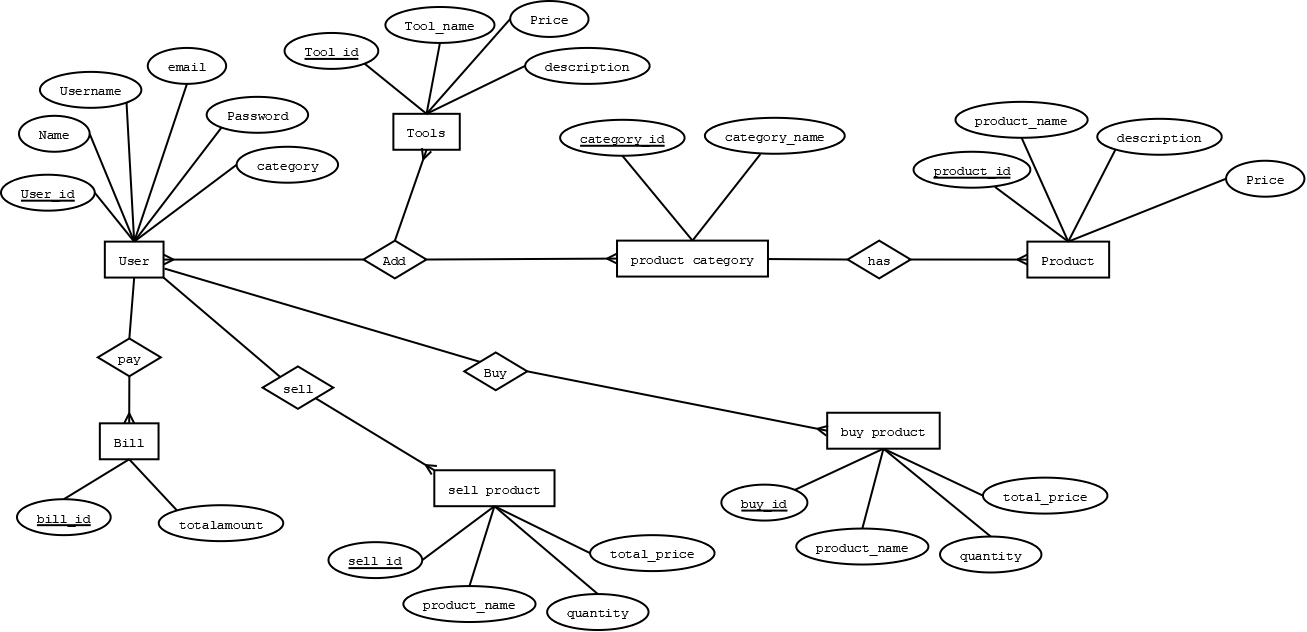 Tool_name
Price
Tool_id
description
email
Username
Password
Name
category
User_id
Tools
category_id
category_name
product_name
description
product_id
Price
User
Add
product category
has
Product
pay
sell
Buy
Bill
buy product
sell product
bill_id
totalamount
buy_id
total_price
product_name
quantity
sell_id
total_price
product_name
quantity